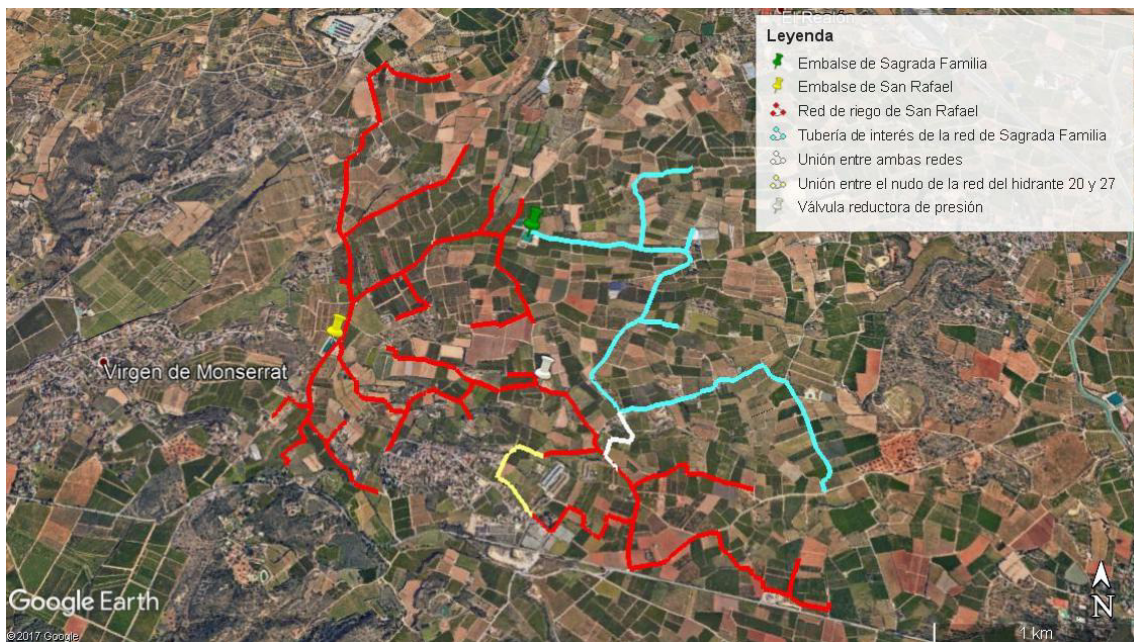 El Realón
Leyenda
Embalse de Sagrada Familia
Embalse de San Rafael
Red de riego de San Rafael
Tubería de interés de la red de Sagrada Familia
Unión entre ambas redes
Unión entre el nudo de la red del hidrante 20 y 27
Válvula reductora de presión
Virgen de Monserrat
Google Earth
©2017 Google
N
1 km